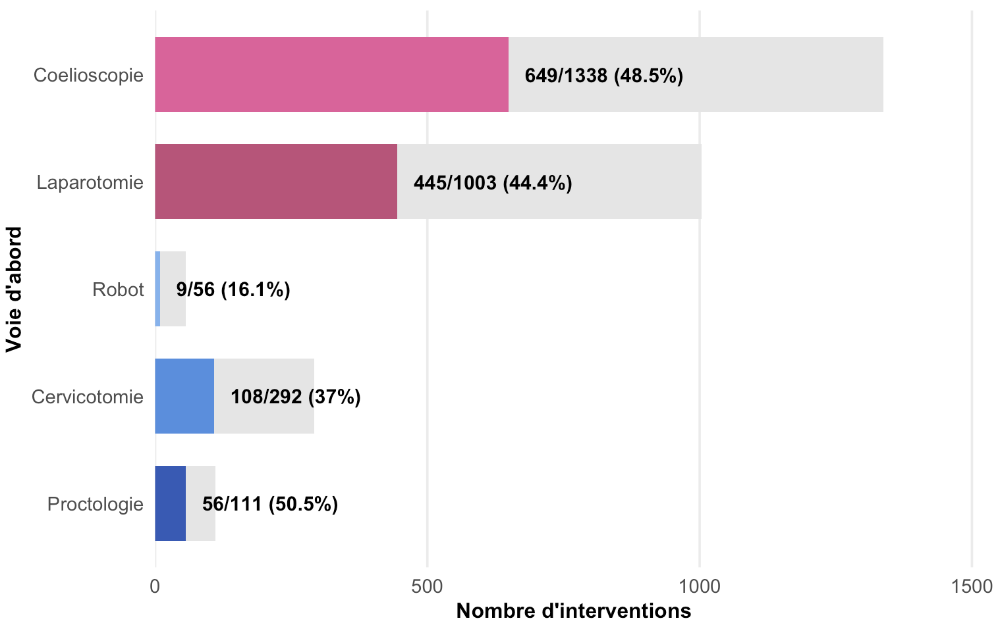 Coelioscopie 649/1338 (48.5%)
Laparotomie 445/1003 (44.4%)
Robot 9/56 (16.1%)
Cervicotomie 108/292 (37%)
Proctologie 56/111 (50.5%)
Voie d'abord
0 500 1000 1500
Nombre d'interventions